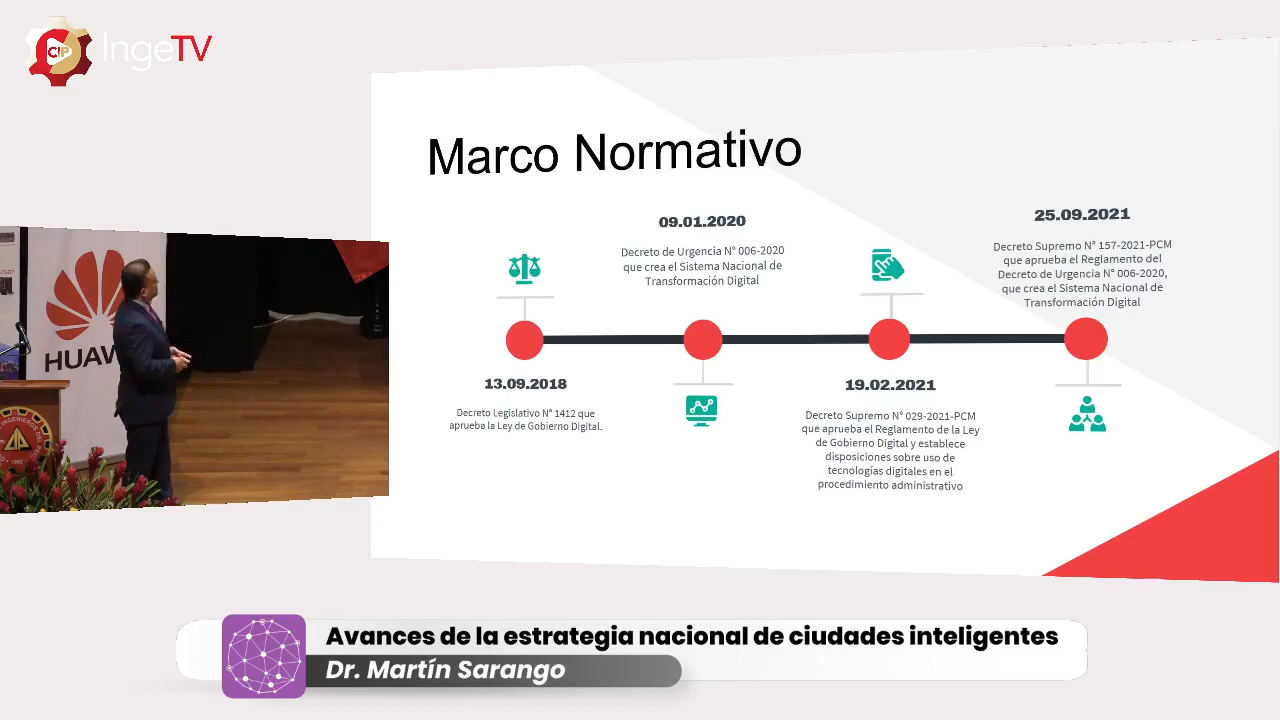 CIP IngeTV
Marco Normativo
13.09.2018
Decreto Legislativo N° 1412 que
aprueba la Ley de Gobierno Digital.
09.01.2020
Decreto de Urgencia N° 006-2020
que crea el Sistema Nacional de
Transformación Digital
19.02.2021
Decreto Supremo N° 029-2021-PCM
que aprueba el Reglamento de la Ley
de Gobierno Digital y establece
disposiciones sobre uso de
tecnologías digitales en el
procedimiento administrativo
25.09.2021
Decreto Supremo N° 157-2021-PCM
que aprueba el Reglamento del
Decreto de Urgencia N° 006-2020,
que crea el Sistema Nacional de
Transformación Digital
HUAW
1962
Avances de la estrategia nacional de ciudades inteligentes
Dr. Martín Sarango